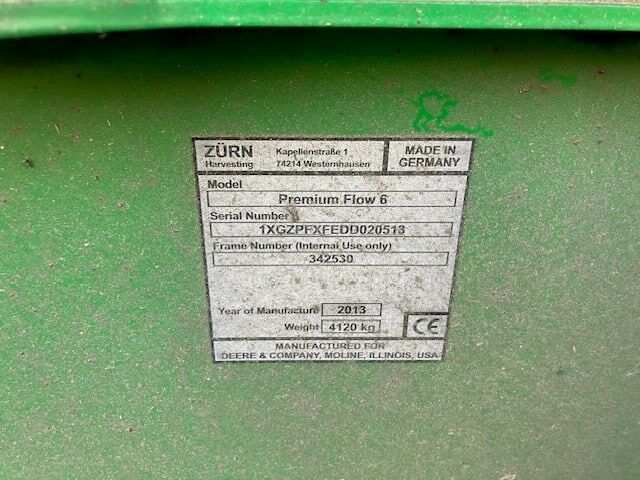 ZÜRN
Harvesting
Kapellenstraße 1
74214 Westernhausen
MADE IN
GERMANY
Model
Premium Flow 6
Serial Number
1XGZPFXFEDD020513
Frame Number (Internal Use only)
342530
Year of Manufacture 2013
Weight 4120 kg
CE
MANUFACTURED FOR
DEERE & COMPANY, MOLINE, ILLINOIS, USA